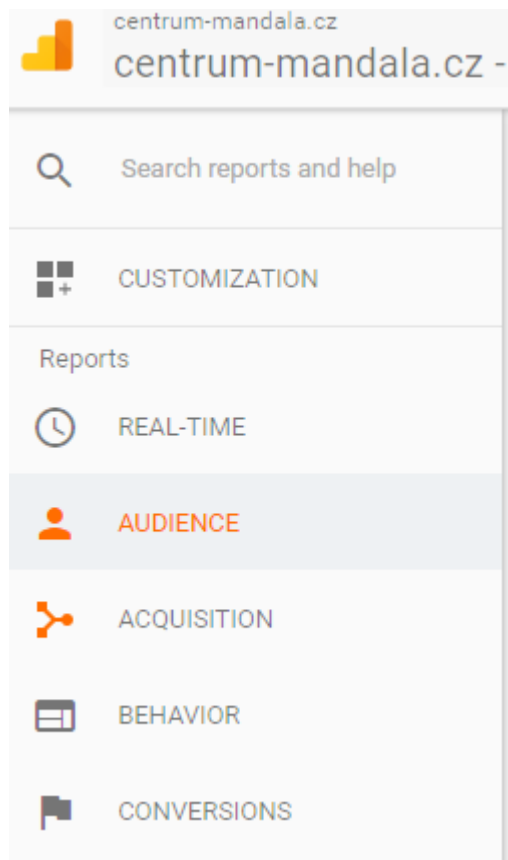 centrum-mandala.cz
centrum-mandala.cz -
Search reports and help
CUSTOMIZATION
Reports
REAL-TIME
AUDIENCE
ACQUISITION
BEHAVIOR
CONVERSIONS